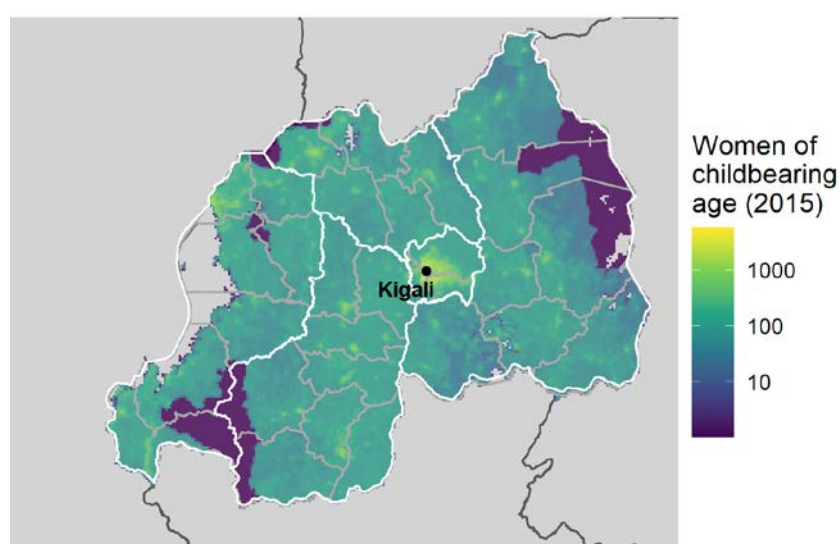 Kigali
Women of
childbearing
age (2015)
1000
100
10